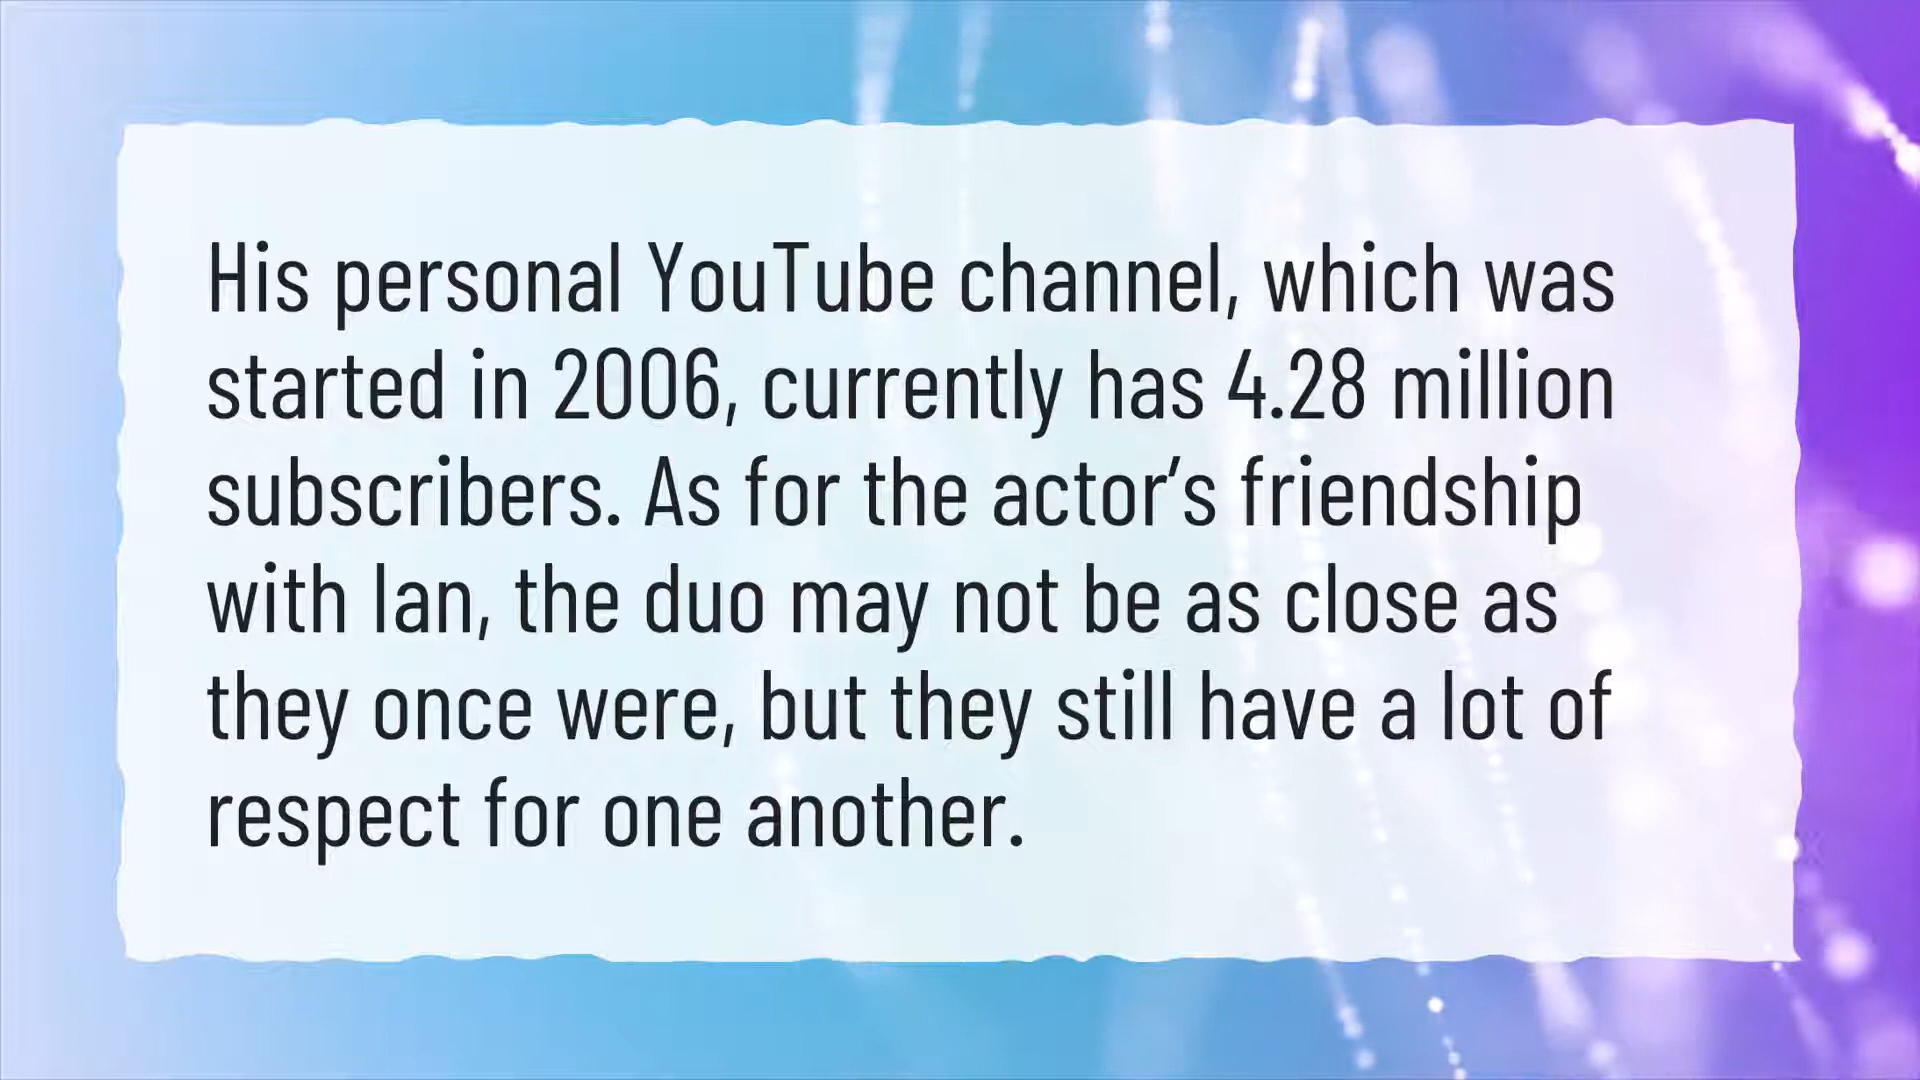 His personal YouTube channel, which was
started in 2006, currently has 4.28 million
subscribers. As for the actor’s friendship
with Ian, the duo may not be as close as
they once were, but they still have a lot of
respect for one another.